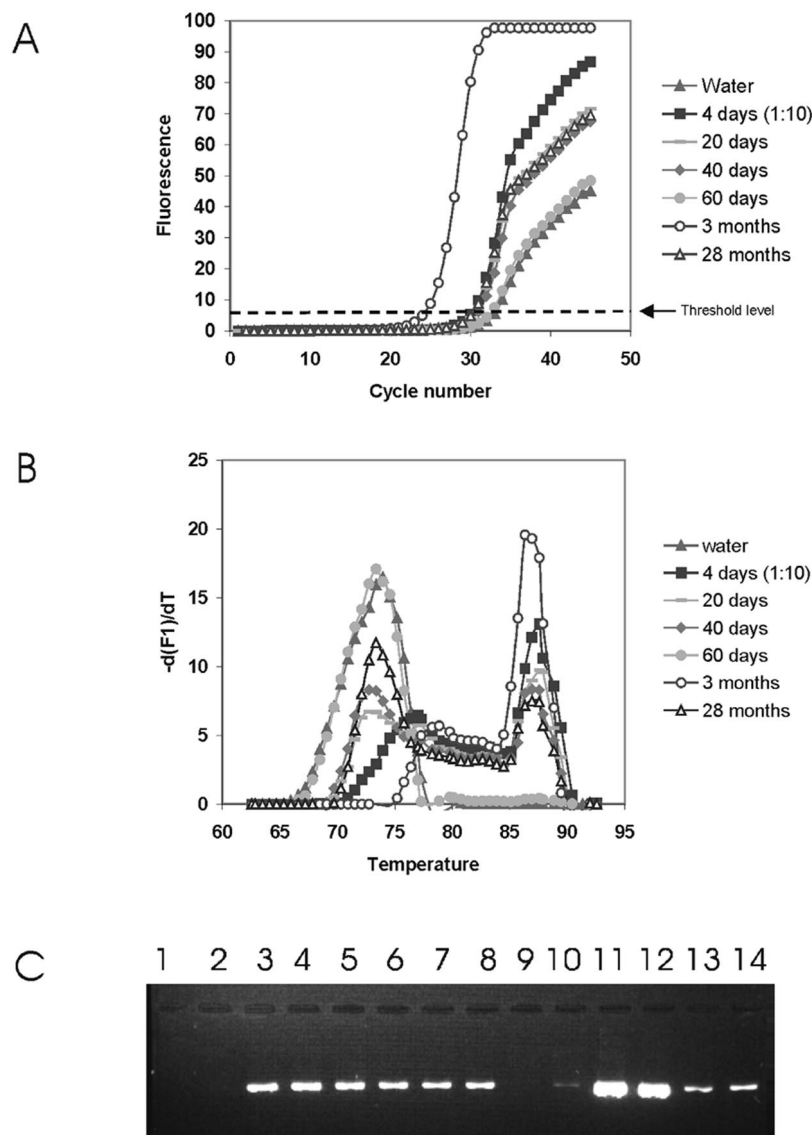 A
Fluorescence
100
90
80
70
60
50
40
30
20
10
0
0 10 20 30 40 50
Cycle number
Water
4 days (1:10)
20 days
40 days
60 days
3 months
28 months
Threshold level
B
-d(F1)/dT
25
20
15
10
5
0
60 65 70 75 80 85 90 95
Temperature
water
4 days (1:10)
20 days
40 days
60 days
3 months
28 months
C
1 2 3 4 5 6 7 8 9 10 11 12 13 14